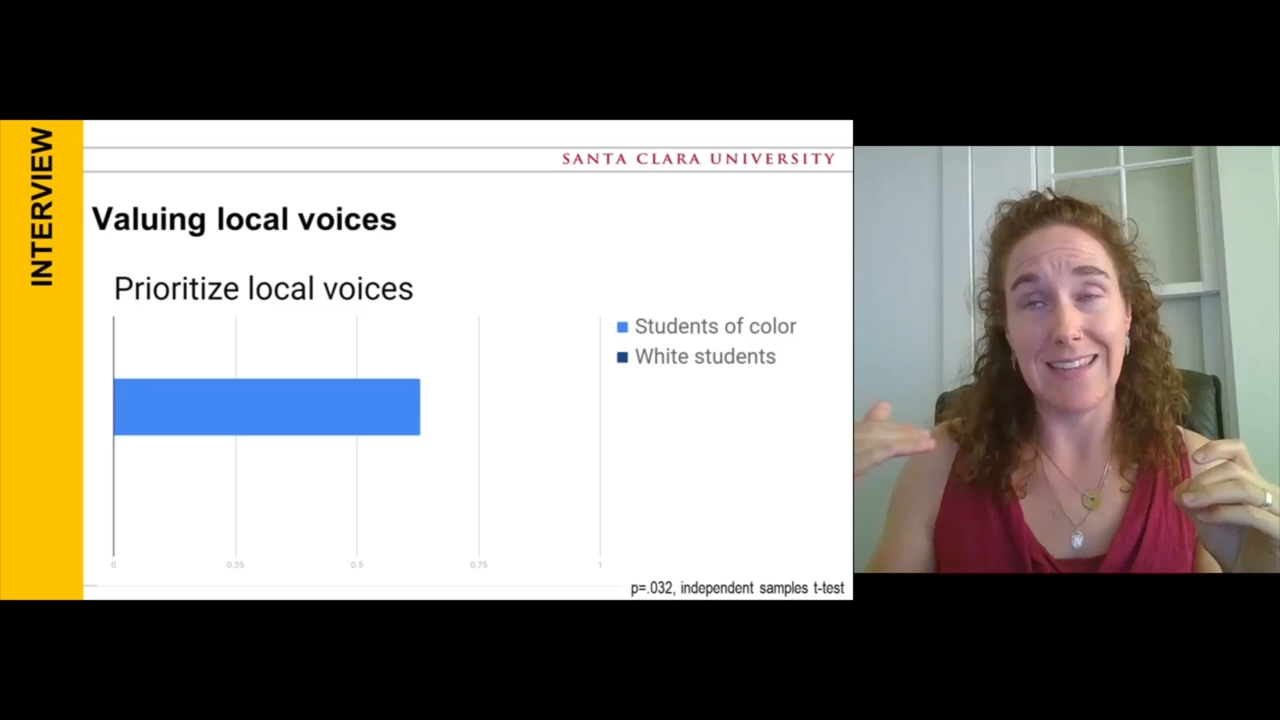 INTERVIEW
SANTA CLARA UNIVERSITY
Valuing local voices
Prioritize local voices
Students of color
White students
0 0.25 0.5 0.75 1
p=.032, independent samples t-test